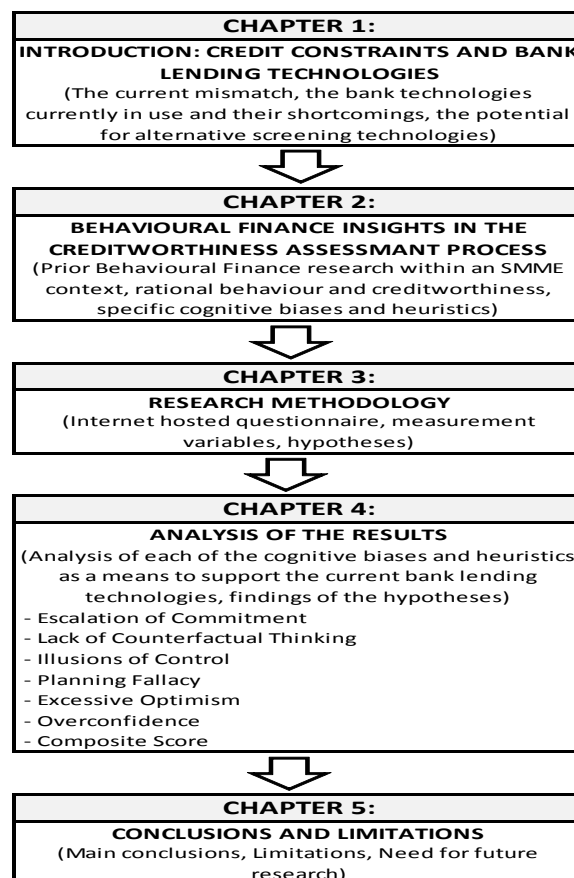 CHAPTER 1:
INTRODUCTION: CREDIT CONSTRAINTS AND BANK
LENDING TECHNOLOGIES
(The current mismatch, the bank technologies
currently in use and their shortcomings, the potential
for alternative screening technologies)
CHAPTER 2:
BEHAVIOURAL FINANCE INSIGHTS IN THE
CREDITWORTHINESS ASSESSMANT PROCESS
(Prior Behavioural Finance research within an SMME
context, rational behaviour and creditworthiness,
specific cognitive biases and heuristics)
CHAPTER 3:
RESEARCH METHODOLOGY
(Internet hosted questionnaire, measurement
variables, hypotheses)
CHAPTER 4:
ANALYSIS OF THE RESULTS
(Analysis of each of the cognitive biases and heuristics
as a means to support the current bank lending
technologies, findings of the hypotheses)
- Escalation of Commitment
- Lack of Counterfactual Thinking
- Illusions of Control
- Planning Fallacy
- Excessive Optimism
- Overconfidence
- Composite Score
CHAPTER 5:
CONCLUSIONS AND LIMITATIONS
(Main conclusions, Limitations, Need for future
research)